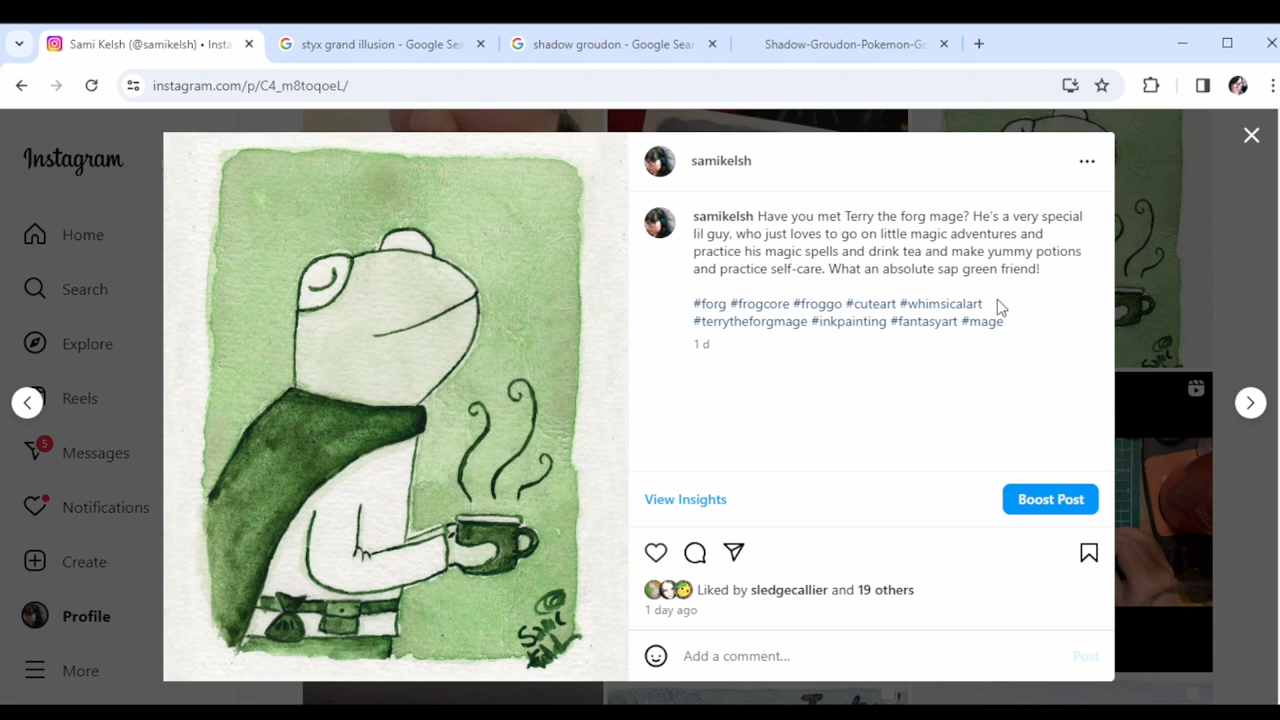 Sami Kelsh (@samikelsh) • Insta
styx grand illusion - Google Sea
shadow groudon - Google Sear
Shadow-Groudon-Pokemon-Go
instagram.com/p/C4_m8toqoeL/
Instagram
Home
Search
Explore
Reels
5
Messages
Notifications
Create
Profile
More
samikelsh
samikelsh Have you met Terry the forg mage? He's a very special
lil guy, who just loves to go on little magic adventures and
practice his magic spells and drink tea and make yummy potions
and practice self-care. What an absolute sap green friend!
#forg #frogcore #froggo #cuteart #whimsicalart
#terrytheforgmage #inkpainting #fantasyart #mage
1 d
View Insights
Boost Post
Liked by sledgecallier and 19 others
1 day ago
Add a comment...
Post
Sami